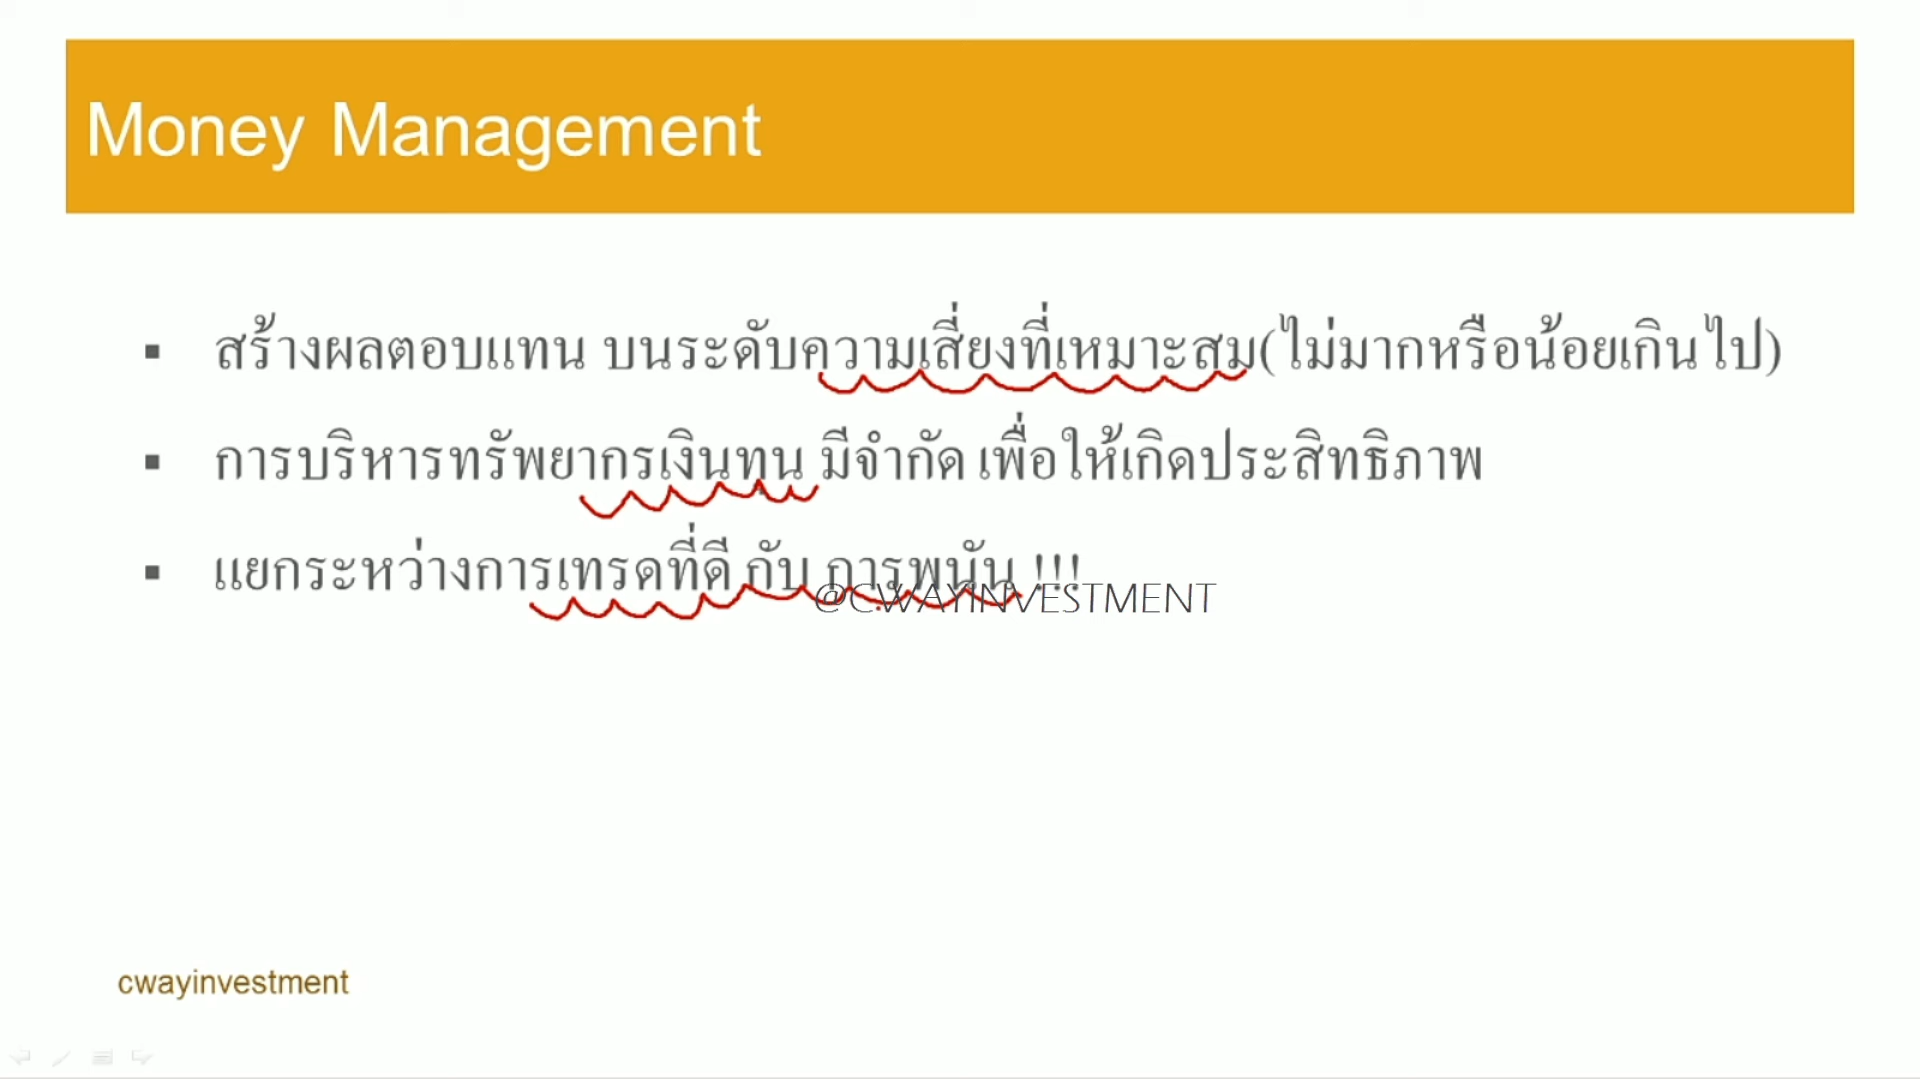 Money Management
▪ สร้างผลตอบแทน บนระดับความเสี่ยงที่เหมาะสม(ไม่มากหรือน้อยเกินไป)
▪ การบริหารทรัพยากรเงินทุน มีจำกัด เพื่อให้เกิดประสิทธิภาพ
▪ แยกระหว่างการเทรดที่ดี กับ การพนัน !!!
@CWAYINVESTMENT
cwayinvestment